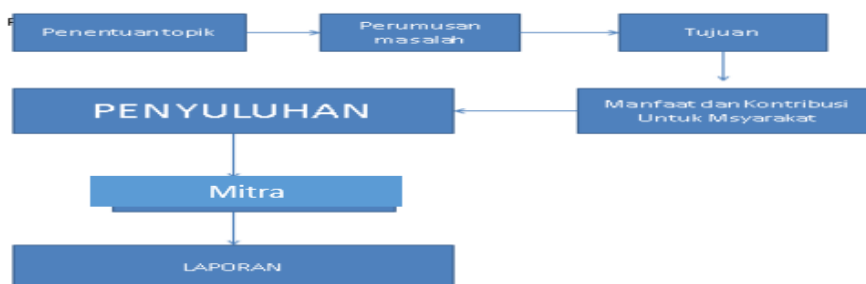 Penentuan topik
Perumusan
masalah
Tujuan
Manfaat dan Kontribusi
Untuk Msyarakat
PENYULUHAN
Mitra
LAPORAN